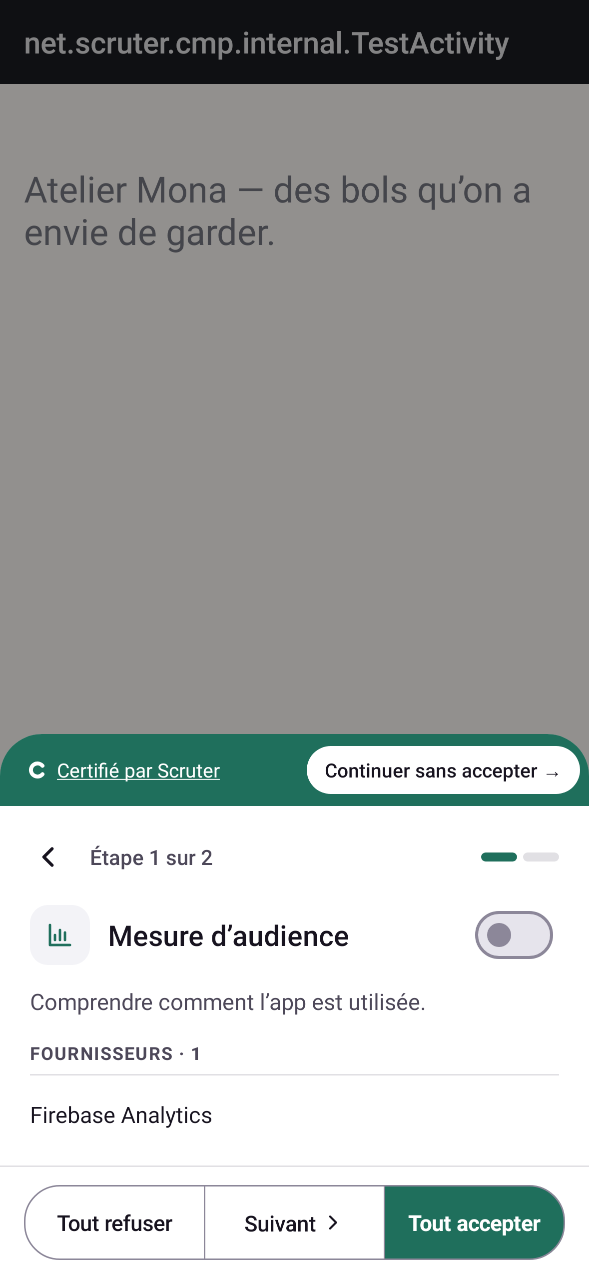 net.scruter.cmp.internal.TestActivity
Atelier Mona — des bols qu’on a
envie de garder.
Certifié par Scruter
Continuer sans accepter →
Étape 1 sur 2
Mesure d’audience
Comprendre comment l’app est utilisée.
FOURNISSEURS · 1
Firebase Analytics
Tout refuser
Suivant
Tout accepter